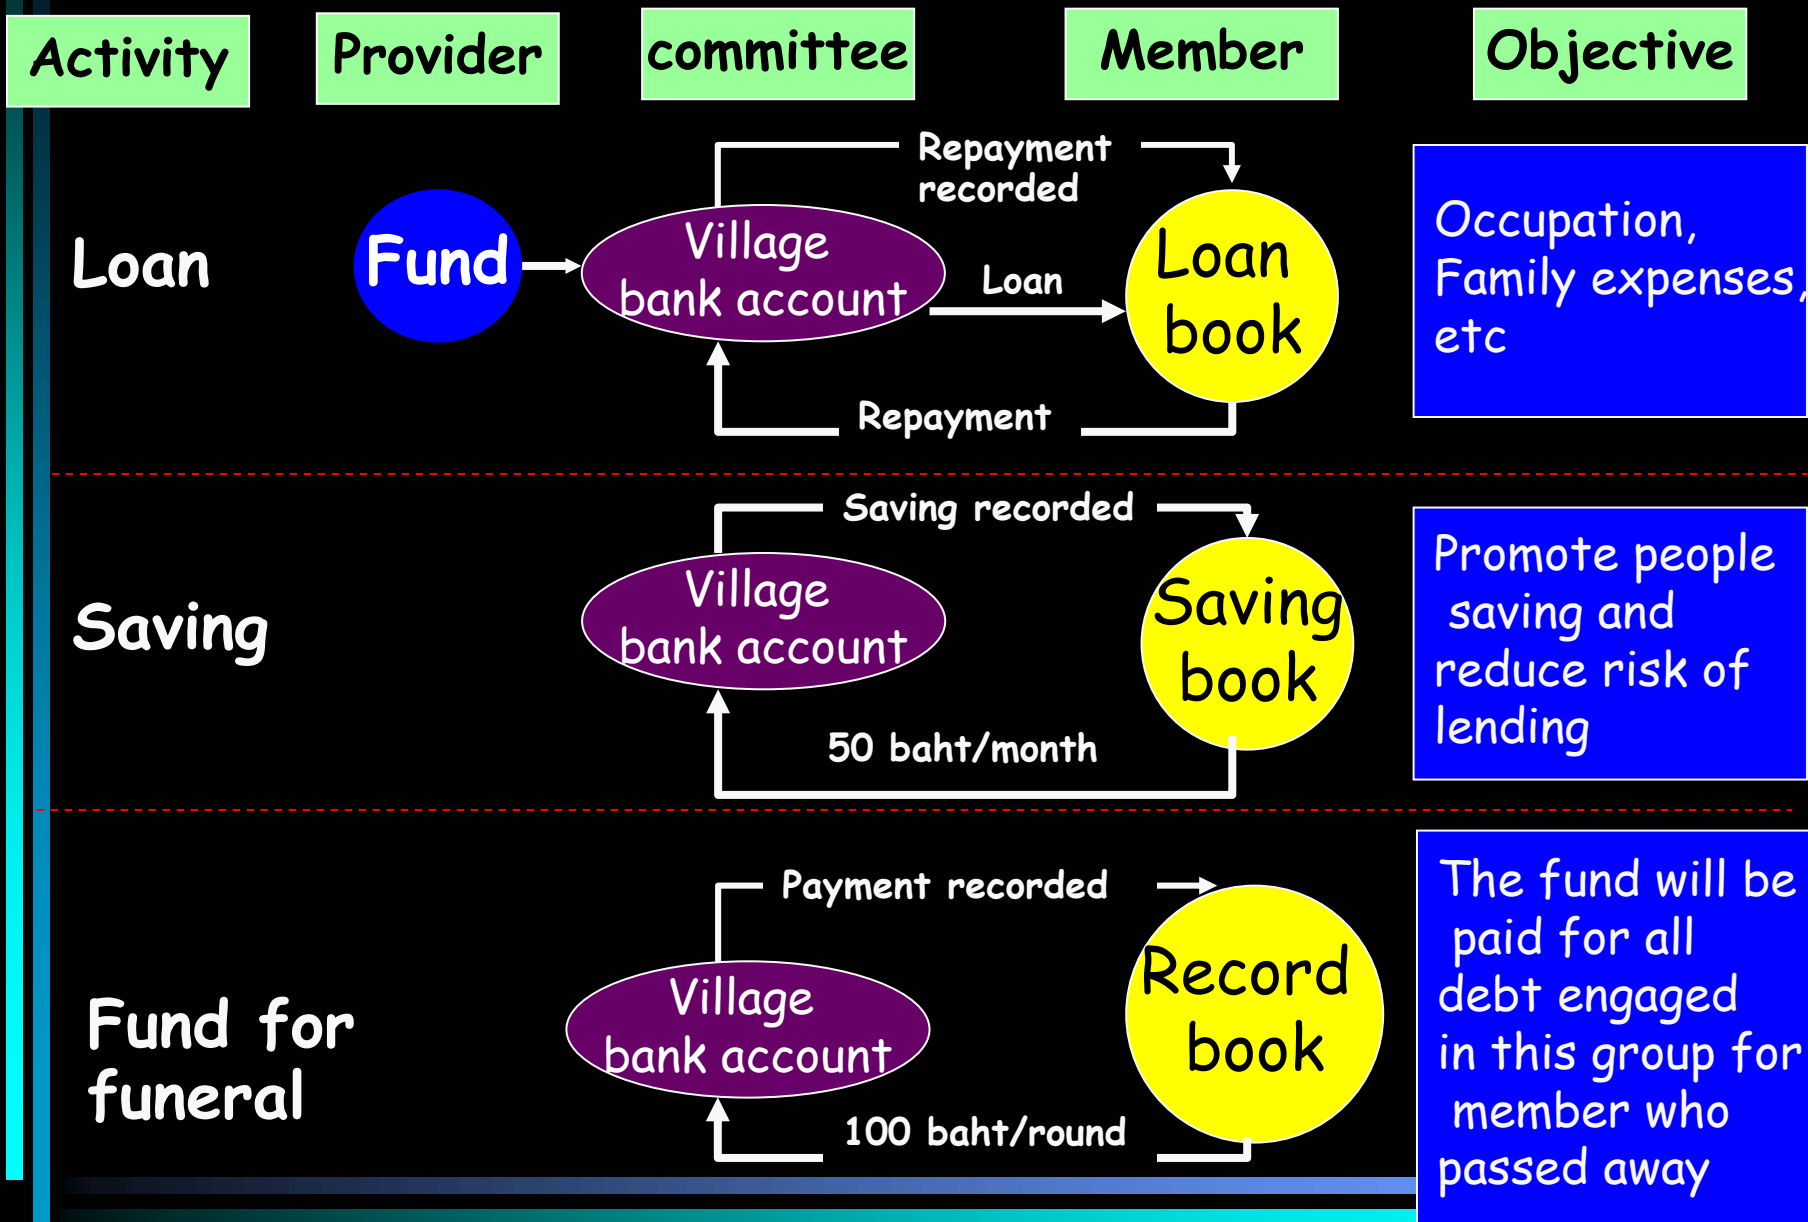 Activity
Provider
committee
Member
Objective
Loan
Fund
Village
bank account
Repayment
recorded
Loan
Repayment
Loan
book
Occupation,
Family expenses,
etc
Saving
Saving recorded
Village
bank account
50 baht/month
Saving
book
Promote people
saving and
reduce risk of
lending
Fund for
funeral
Payment recorded
Village
bank account
100 baht/round
Record
book
The fund will be
paid for all
debt engaged
in this group for
member who
passed away